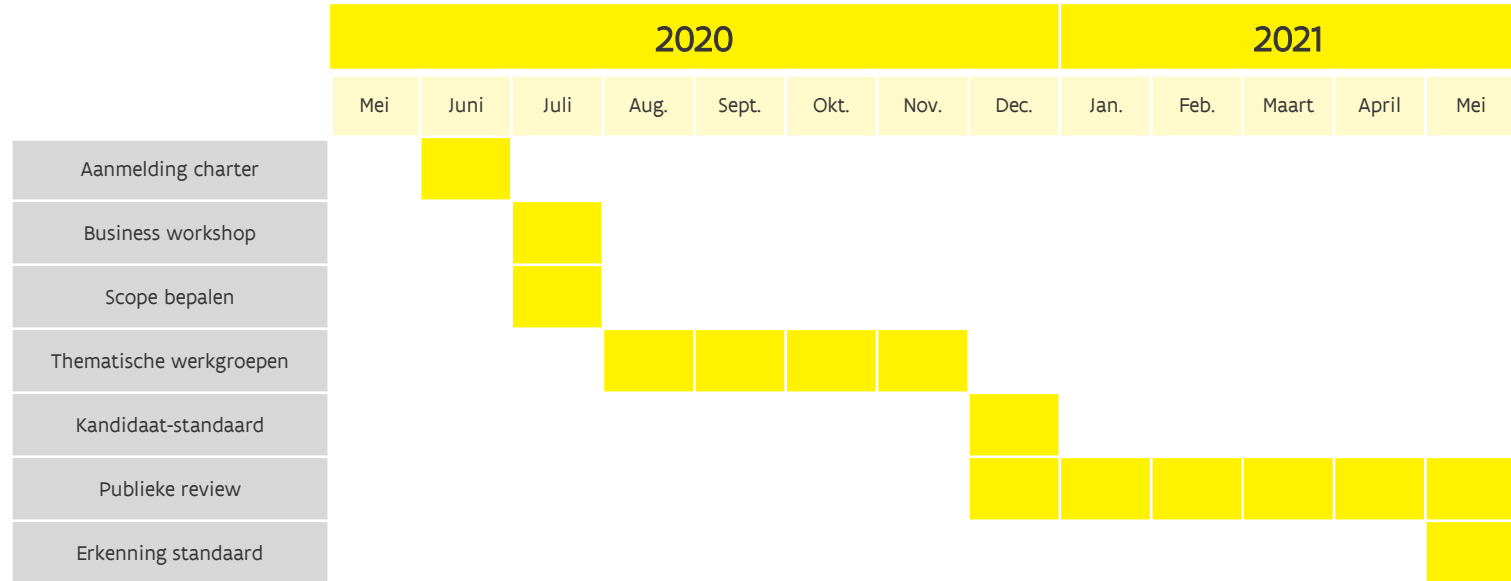 2020 2021
Mei Juni Juli Aug. Sept. Okt. Nov. Dec. Jan. Feb. Maart April Mei
Aanmelding charter
Business workshop
Scope bepalen
Thematische werkgroepen
Kandidaat-standaard
Publieke review
Erkenning standaard